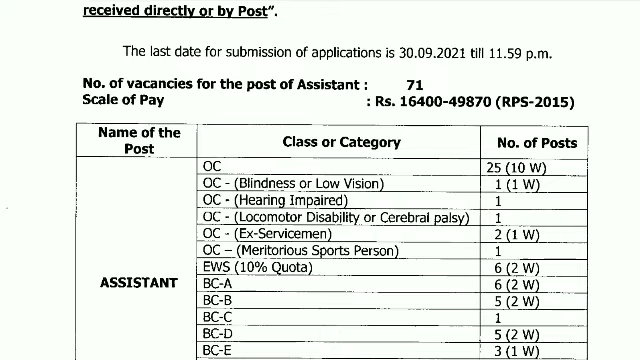 received directly or by Post".
The last date for submission of applications is 30.09.2021 till 11.59 p.m.
No. of vacancies for the post of Assistant : 71
Scale of Pay : Rs. 16400-49870 (RPS-2015)
Name of the Post Class or Category No. of Posts
OC 25 (10 W)
OC - (Blindness or Low Vision) 1 (1 W)
OC - (Hearing Impaired) 1
OC - (Locomotor Disability or Cerebral palsy) 1
OC - (Ex-Servicemen) 2 (1 W)
OC – (Meritorious Sports Person) 1
EWS (10% Quota) 6 (2 W)
ASSISTANT BC-A 6 (2 W)
BC-B 5 (2 W)
BC-C 1
BC-D 5 (2 W)
BC-E 3 (1 W)